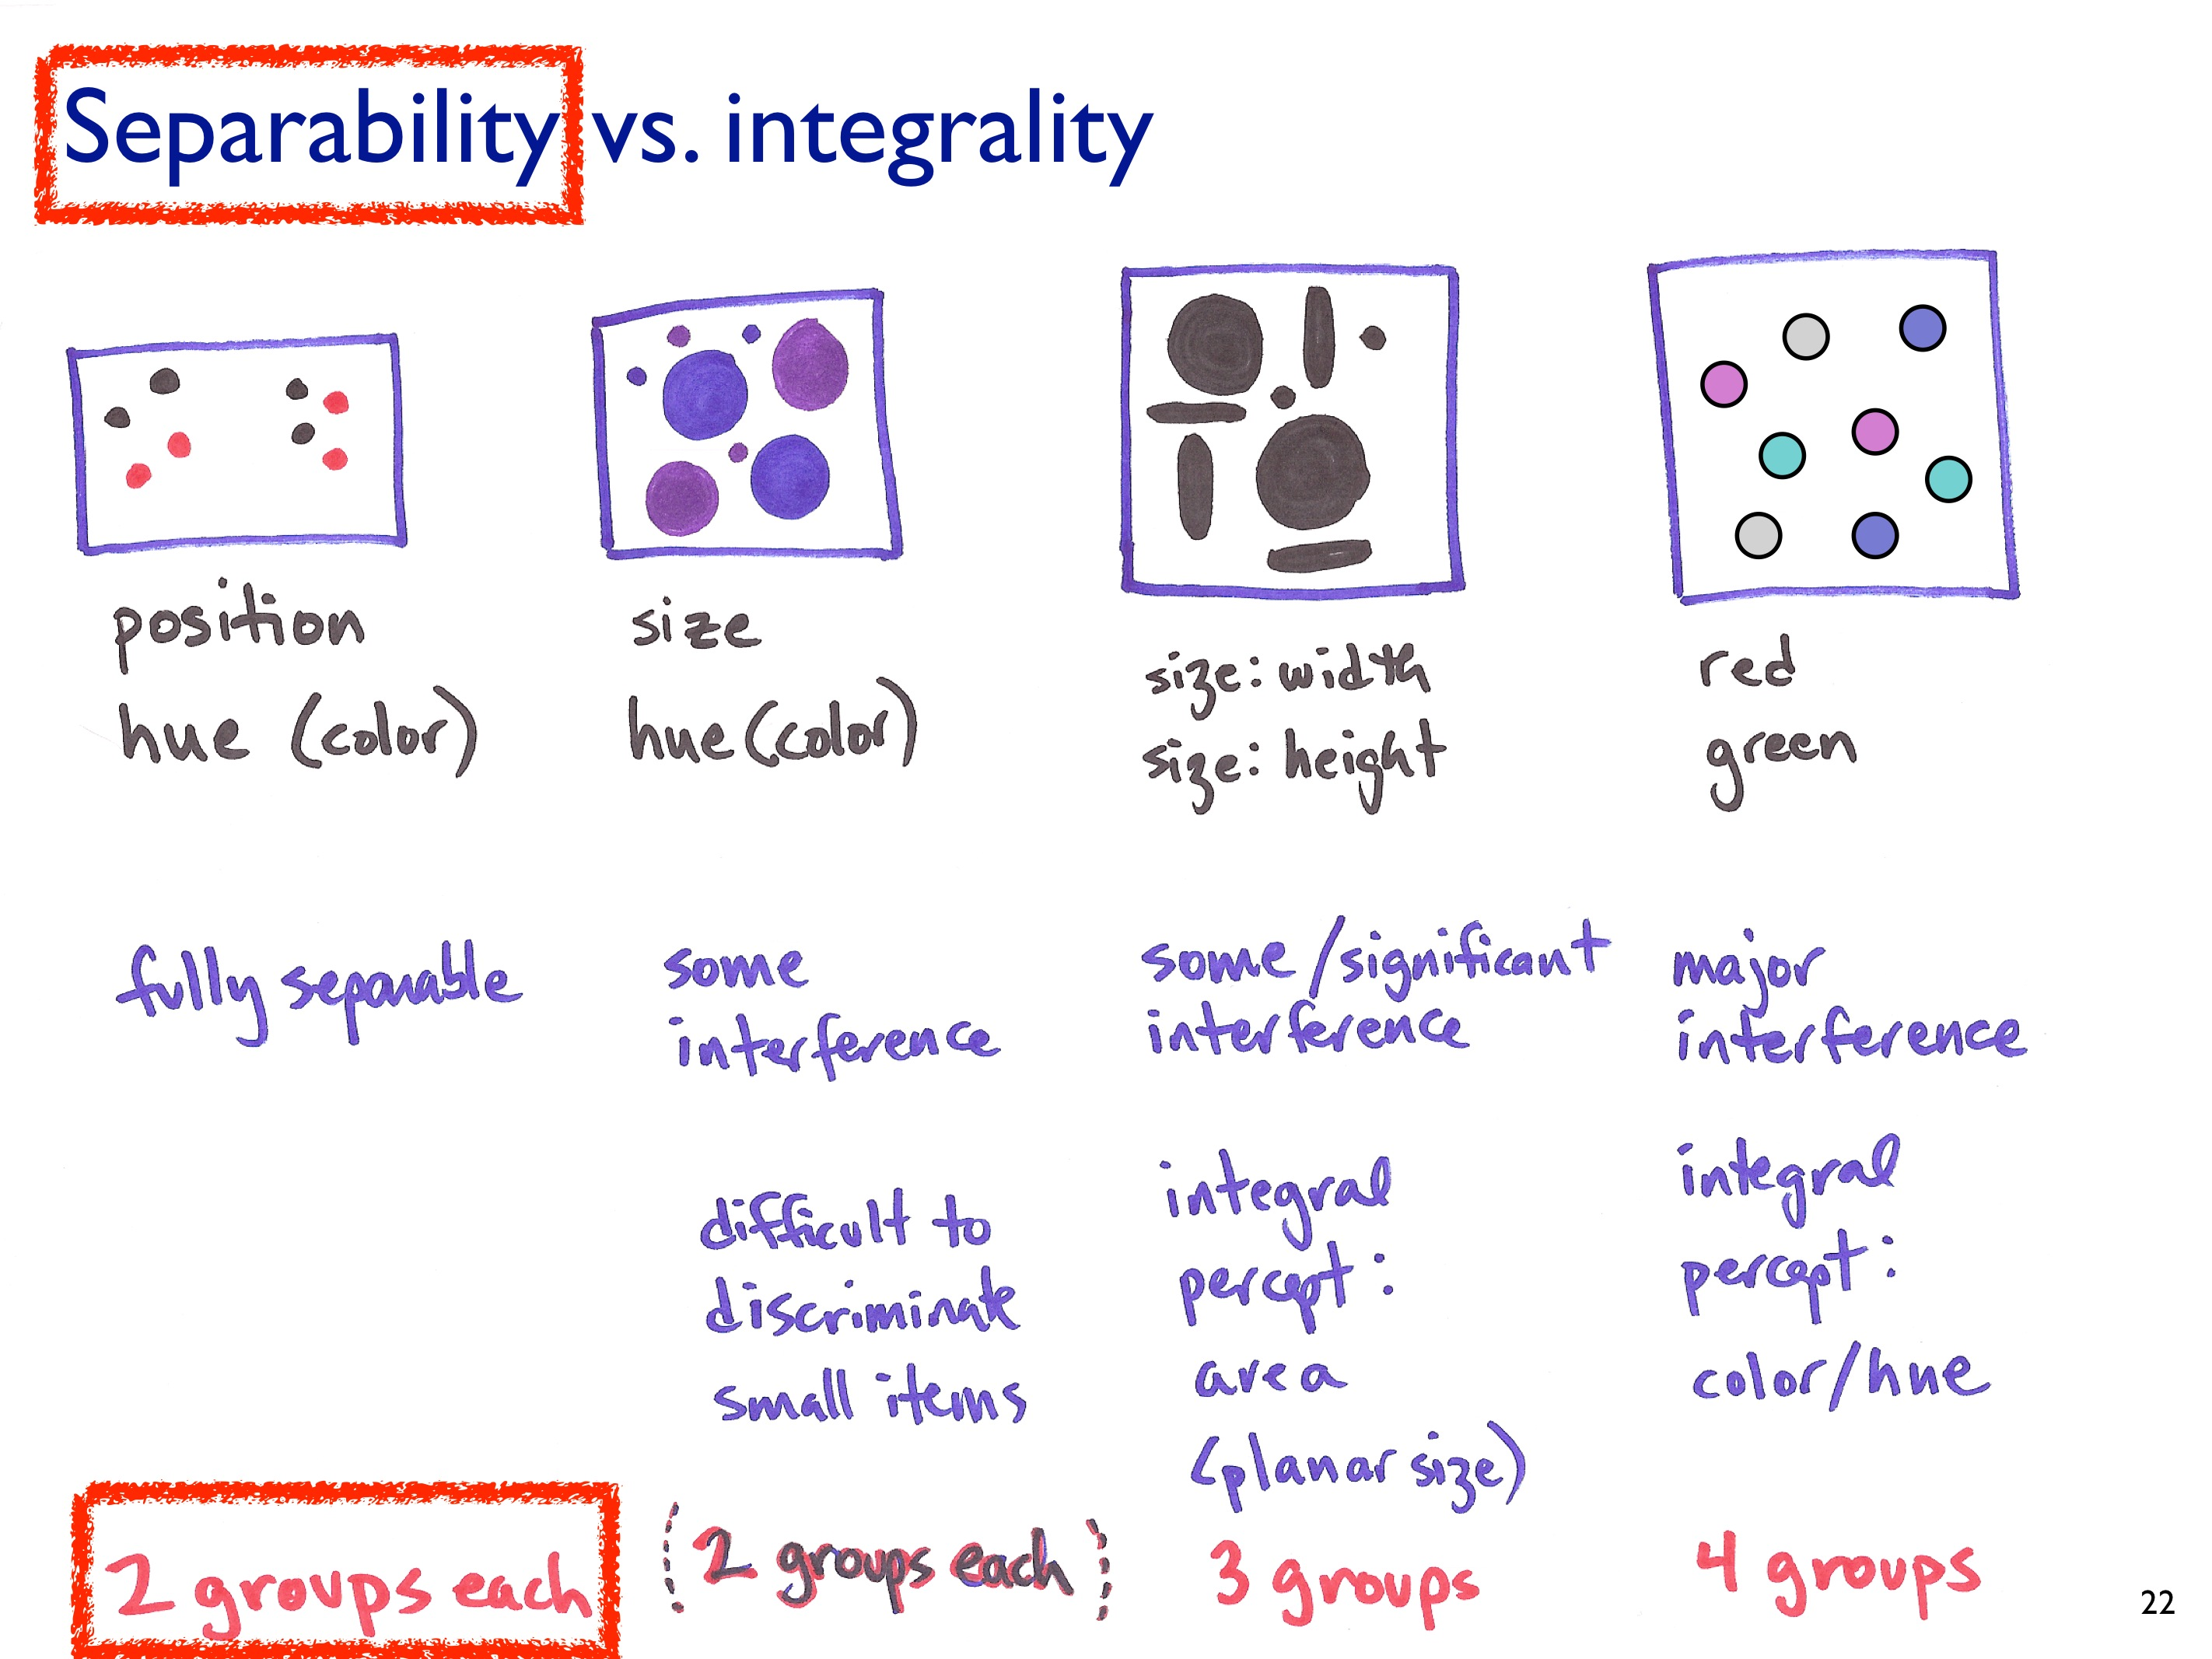 Separability vs. integrality
position
hue (color)
fully separable
2 groups each
size
hue (color)
some
interference
difficult to
discriminate
small items
(2 groups each)
size: width
size: height
some/significant
interference
integral
percept:
area
(planar size)
3 groups
red
green
major
interference
integral
percept:
color/hue
4 groups
22